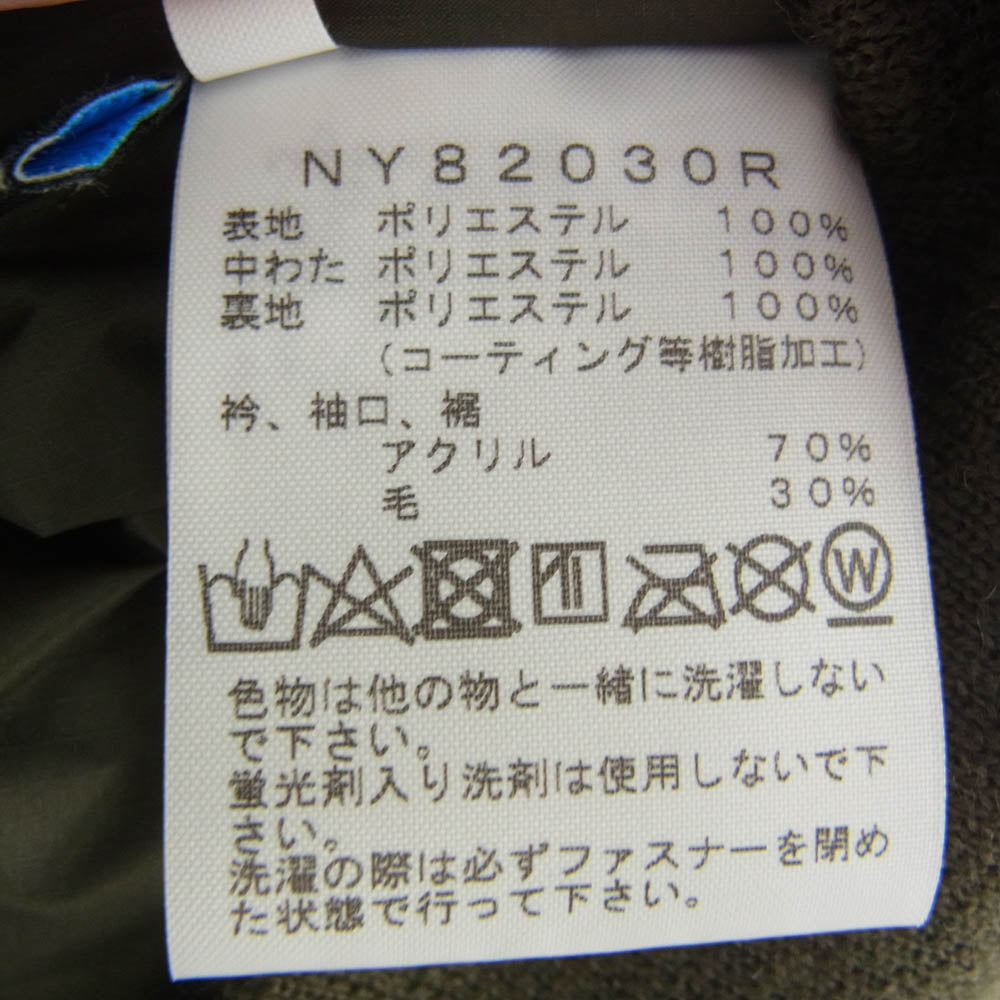 NY82030R
表地 ポリエステル 100%
中わた ポリエステル 100%
裏地 ポリエステル 100%
(コーティング等樹脂加工)
衿、袖口、裾
アクリル 70%
毛 30%
W
色物は他の物と一緒に洗濯しない
で下さい。
蛍光剤入り洗剤は使用しないで下
さい。
洗濯の際は必ずファスナーを閉め
た状態で行って下さい。